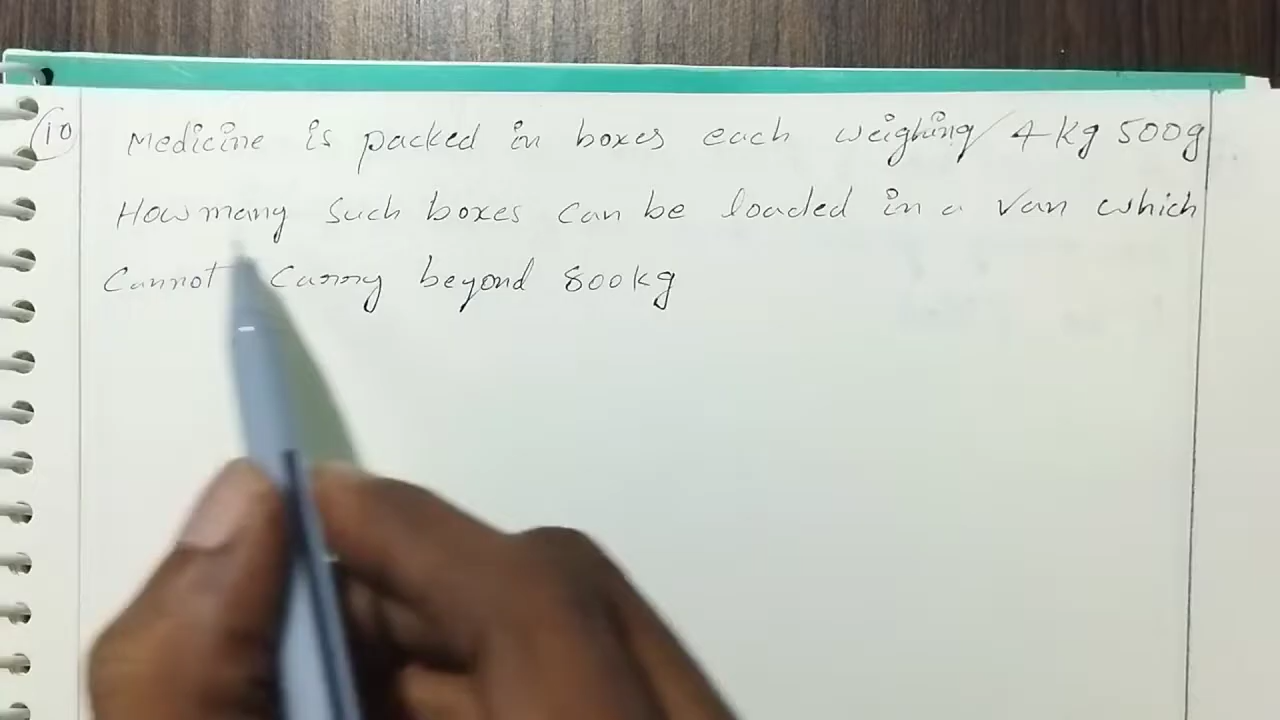 10 Medicine is packed in boxes each weighing 4 kg 500g
How many such boxes can be loaded in a van which
cannot carry beyond 800kg